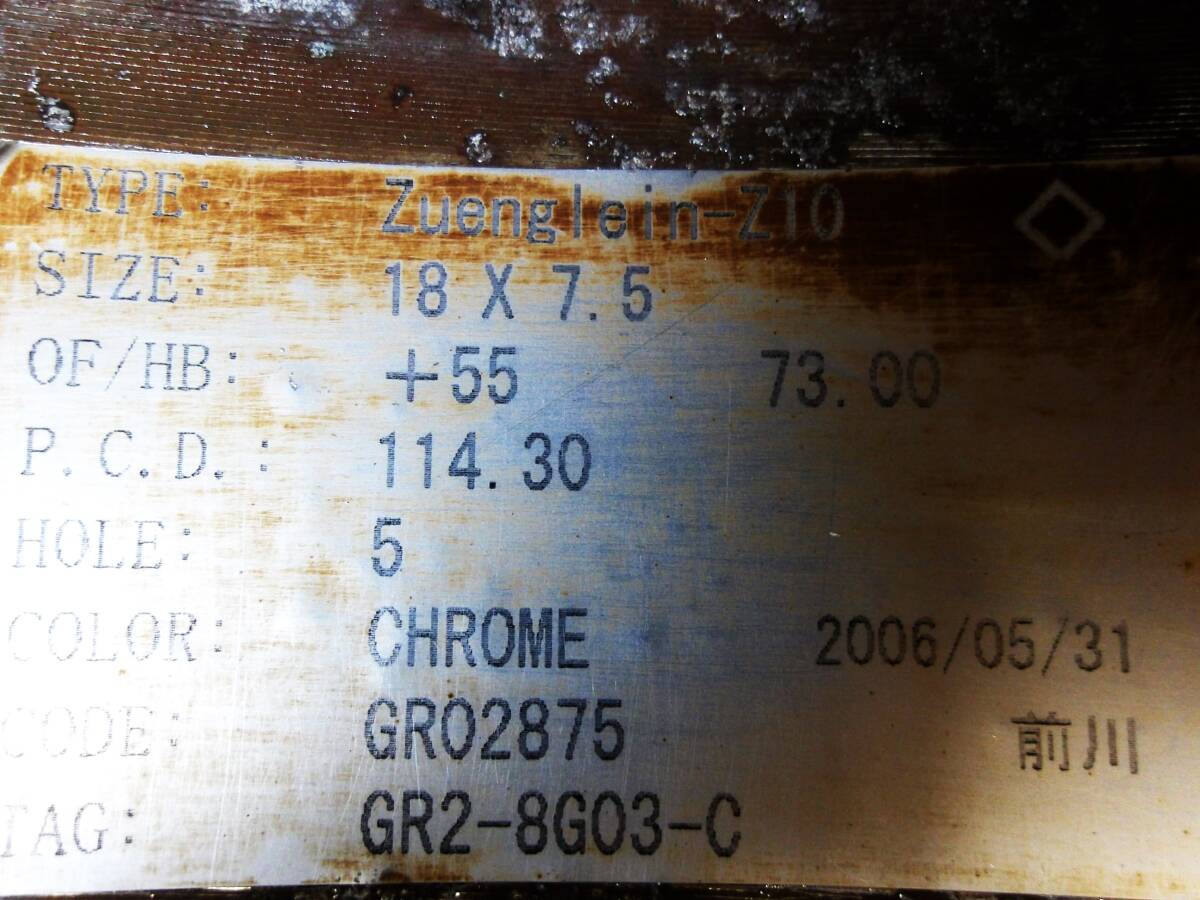 TYPE: Zuenglein-Z10
SIZE: 18 X 7.5
OF/HB: +55 73.00
P.C.D.: 114.30
HOLE: 5
COLOR: CHROME 2006/05/31
CODE: GR02875 前川
TAG: GR2-8G03-C